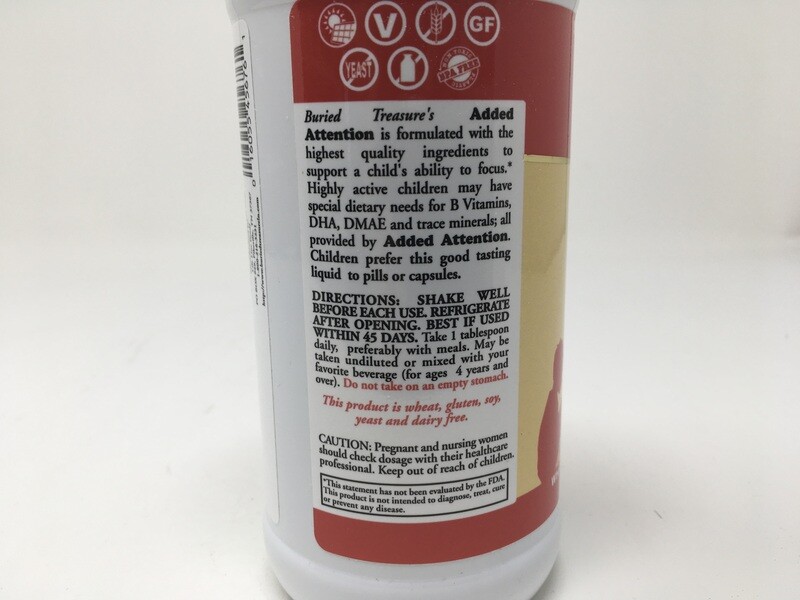 V
GF
YEAST
BPA FREE
Buried Treasure's Added
Attention is formulated with the
highest quality ingredients to
support a child's ability to focus.*
Highly active children may have
special dietary needs for B Vitamins,
DHA, DMAE and trace minerals; all
provided by Added Attention.
Children prefer this good tasting
liquid to pills or capsules.
DIRECTIONS: SHAKE WELL
BEFORE EACH USE. REFRIGERATE
AFTER OPENING. BEST IF USED
WITHIN 45 DAYS. Take 1 tablespoon
daily, preferably with meals. May be
taken undiluted or mixed with your
favorite beverage (for ages 4 years and
over). Do not take on an empty stomach.
This product is wheat, gluten, soy,
yeast and dairy free.
CAUTION: Pregnant and nursing women
should check dosage with their healthcare
professional. Keep out of reach of children.
*This statement has not been evaluated by the FDA.
This product is not intended to diagnose, treat, cure
or prevent any disease.